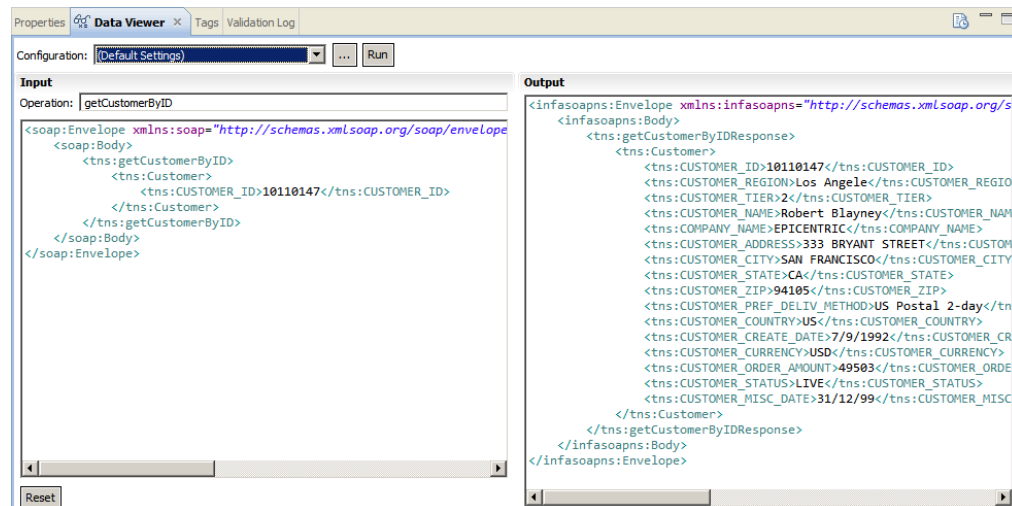 Properties Data Viewer Tags Validation Log
Configuration: (Default Settings) ... Run
Input
Operation: getCustomerByID
<soap:Envelope xmlns:soap="http://schemas.xmlsoap.org/soap/envelope
<soap:Body>
<tns:getCustomerByID>
<tns:Customer>
<tns:CUSTOMER_ID>10110147</tns:CUSTOMER_ID>
</tns:Customer>
</tns:getCustomerByID>
</soap:Body>
</soap:Envelope>
Reset
Output
<infasoapns:Envelope xmlns:infasoapns="http://schemas.xmlsoap.org/s
<infasoapns:Body>
<tns:getCustomerByIDResponse>
<tns:Customer>
<tns:CUSTOMER_ID>10110147</tns:CUSTOMER_ID>
<tns:CUSTOMER_REGION>Los Angele</tns:CUSTOMER_REGIO
<tns:CUSTOMER_TIER>2</tns:CUSTOMER_TIER>
<tns:CUSTOMER_NAME>Robert Blayney</tns:CUSTOMER_NAM
<tns:COMPANY_NAME>EPICENTRIC</tns:COMPANY_NAME>
<tns:CUSTOMER_ADDRESS>333 BRYANT STREET</tns:CUSTOM
<tns:CUSTOMER_CITY>SAN FRANCISCO</tns:CUSTOMER_CITY
<tns:CUSTOMER_STATE>CA</tns:CUSTOMER_STATE>
<tns:CUSTOMER_ZIP>94105</tns:CUSTOMER_ZIP>
<tns:CUSTOMER_PREF_DELIV_METHOD>US Postal 2-day</tn
<tns:CUSTOMER_COUNTRY>US</tns:CUSTOMER_COUNTRY>
<tns:CUSTOMER_CREATE_DATE>7/9/1992</tns:CUSTOMER_CR
<tns:CUSTOMER_CURRENCY>USD</tns:CUSTOMER_CURRENCY>
<tns:CUSTOMER_ORDER_AMOUNT>49503</tns:CUSTOMER_ORDE
<tns:CUSTOMER_STATUS>LIVE</tns:CUSTOMER_STATUS>
<tns:CUSTOMER_MISC_DATE>31/12/99</tns:CUSTOMER_MISC
</tns:Customer>
</tns:getCustomerByIDResponse>
</infasoapns:Body>
</infasoapns:Envelope>